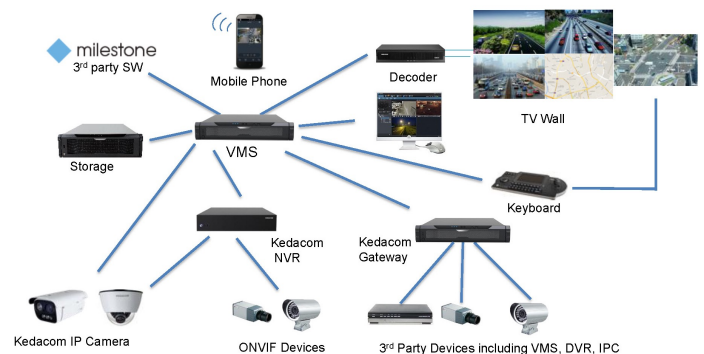 milestone
3rd party SW
Mobile Phone
Decoder
TV Wall
Storage
VMS
Keyboard
Kedacom
NVR
Kedacom
Gateway
Kedacom IP Camera
ONVIF Devices
3rd Party Devices including VMS, DVR, IPC